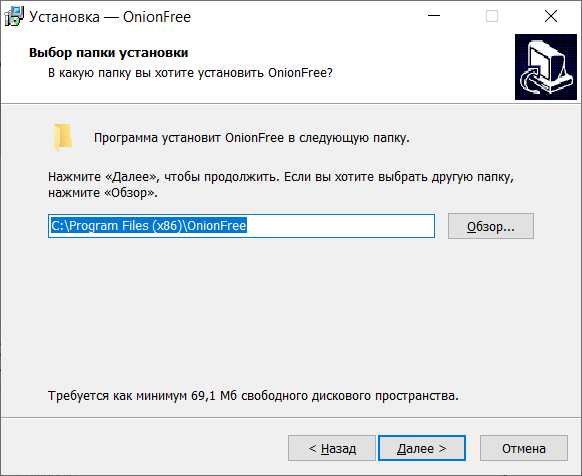 Установка — OnionFree
Выбор папки установки
В какую папку вы хотите установить OnionFree?
Программа установит OnionFree в следующую папку.
Нажмите «Далее», чтобы продолжить. Если вы хотите выбрать другую папку,
нажмите «Обзор».
C:\Program Files (x86)\OnionFree
Обзор...
Требуется как минимум 69,1 Мб свободного дискового пространства.
< Назад
Далее >
Отмена